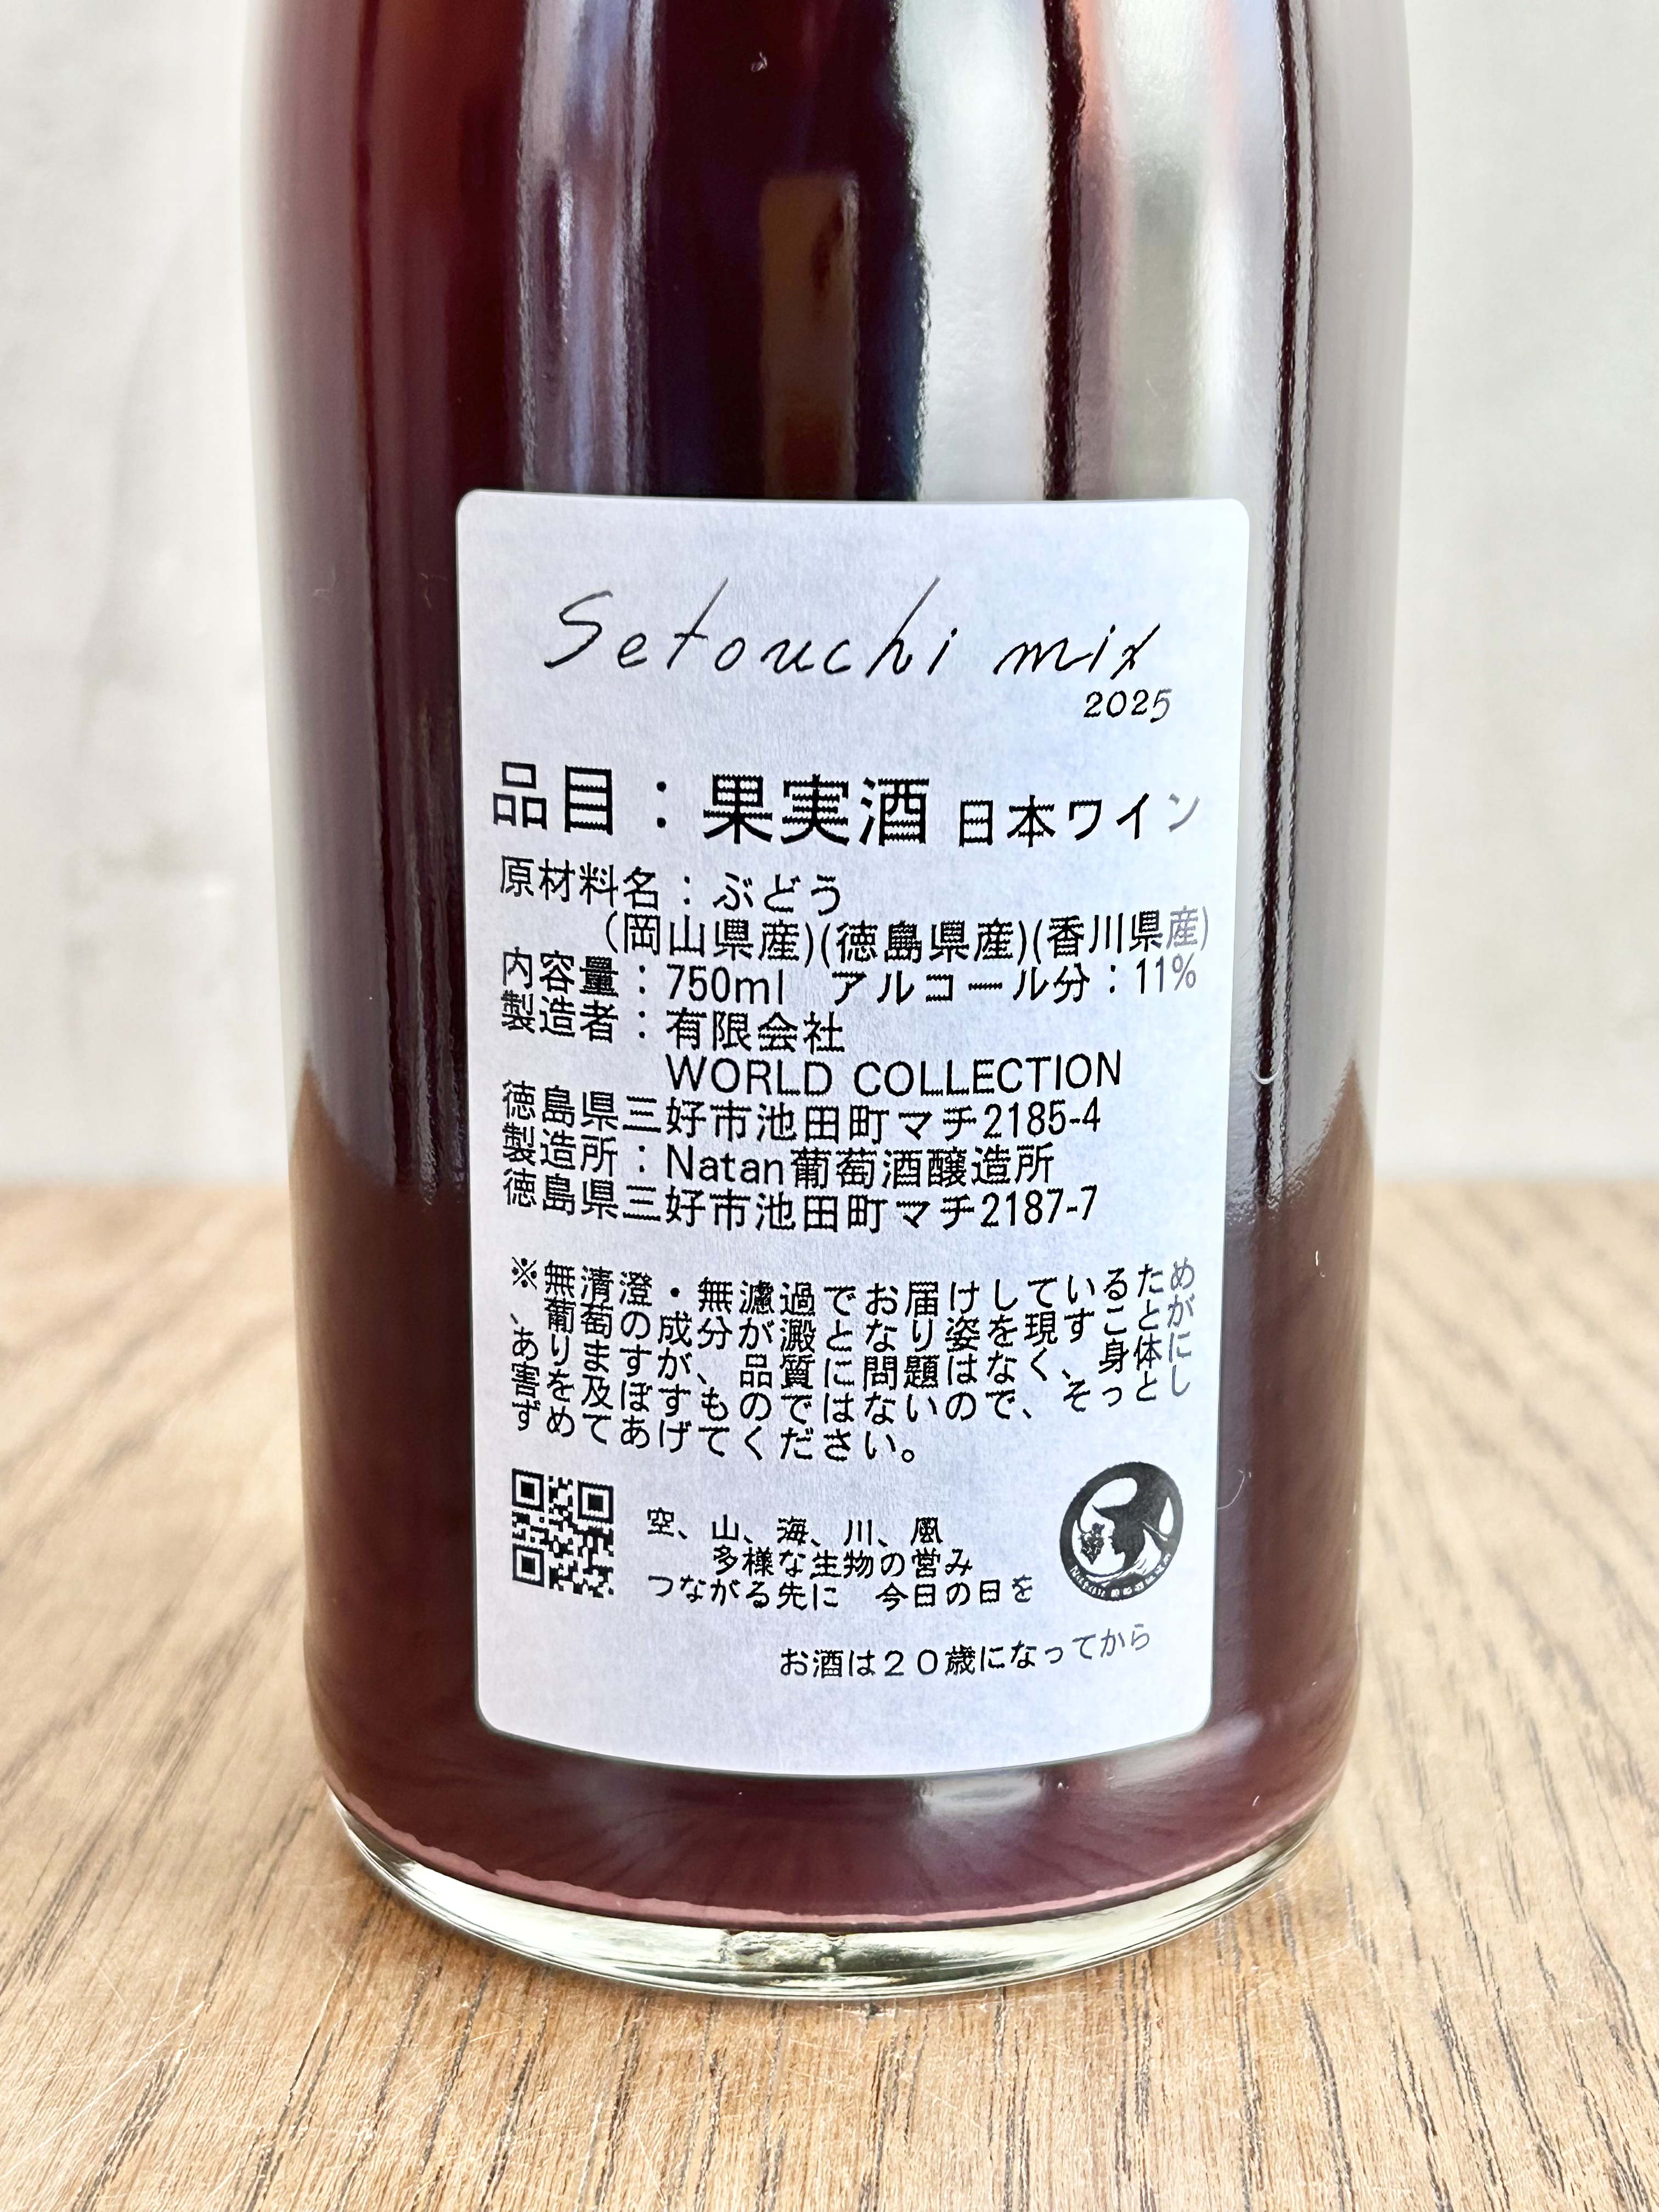 Setouchi mix
2025
品目：果実酒 日本ワイン
原材料名：ぶどう
(岡山県産)(徳島県産)(香川県産)
内容量：750ml アルコール分：11%
製造者：有限会社
WORLD COLLECTION
徳島県三好市池田町マチ2185-4
製造所：Natan葡萄酒醸造所
徳島県三好市池田町マチ2187-7
※無清澄・無濾過でお届けしているため
、葡萄の成分が澱となり姿を現すことが
ありますが、品質に問題はなく、身体に
害を及ぼすものではないので、そっとし
ずめてあげてください。
空、山、海、川、風
多様な生物の営み
つながる先に 今日の日を
お酒は２０歳になってから